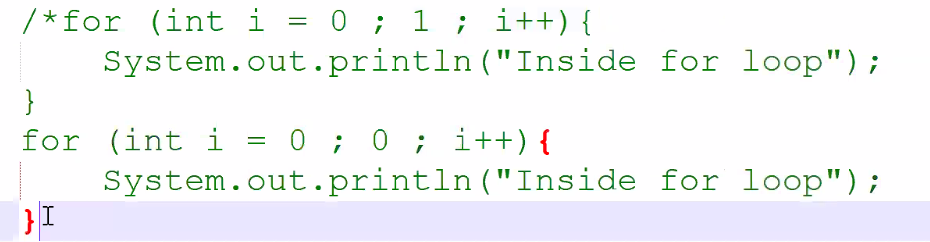 /*for (int i = 0 ; 1 ; i++){
    System.out.println("Inside for loop");
}
for (int i = 0 ; 0 ; i++){
    System.out.println("Inside for loop");
}